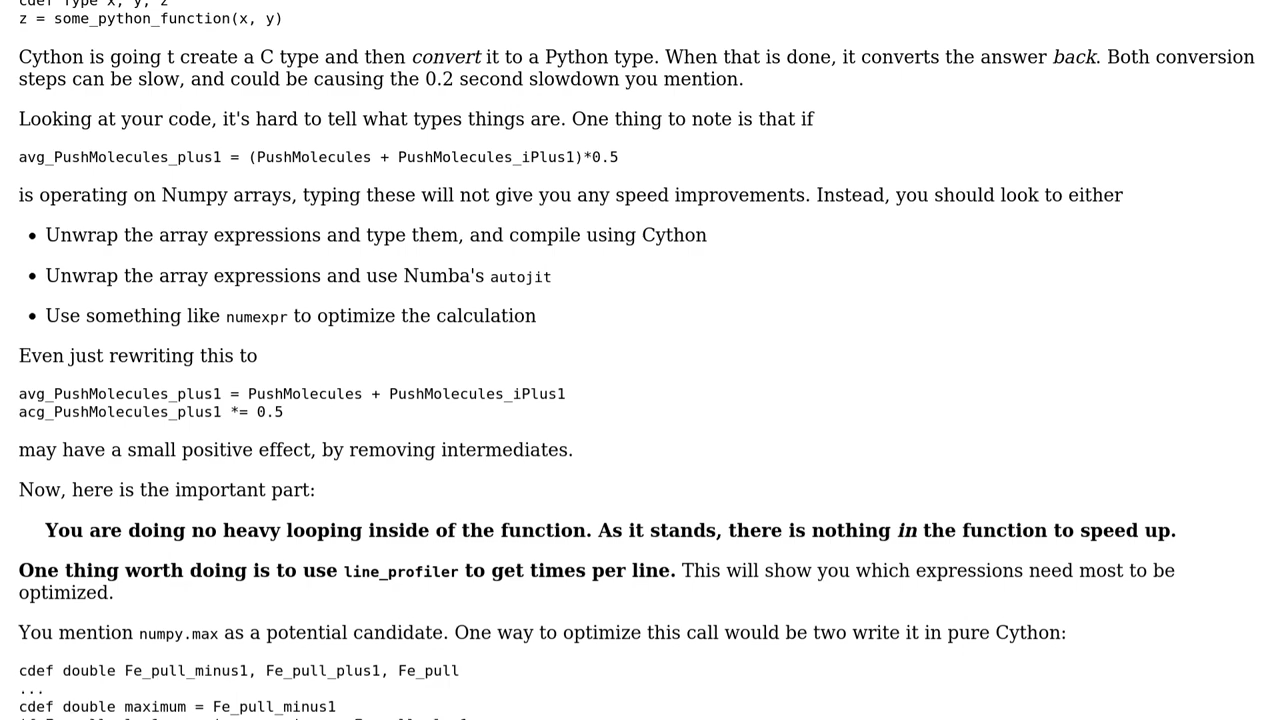 z = some_python_function(x, y)
Cython is going t create a C type and then convert it to a Python type. When that is done, it converts the answer back. Both conversion
steps can be slow, and could be causing the 0.2 second slowdown you mention.
Looking at your code, it's hard to tell what types things are. One thing to note is that if
avg_PushMolecules_plus1 = (PushMolecules + PushMolecules_iPlus1)*0.5
is operating on Numpy arrays, typing these will not give you any speed improvements. Instead, you should look to either
• Unwrap the array expressions and type them, and compile using Cython
• Unwrap the array expressions and use Numba's autojit
• Use something like numexpr to optimize the calculation
Even just rewriting this to
avg_PushMolecules_plus1 = PushMolecules + PushMolecules_iPlus1
acg_PushMolecules_plus1 *= 0.5
may have a small positive effect, by removing intermediates.
Now, here is the important part:
You are doing no heavy looping inside of the function. As it stands, there is nothing in the function to speed up.
One thing worth doing is to use line_profiler to get times per line. This will show you which expressions need most to be
optimized.
You mention numpy.max as a potential candidate. One way to optimize this call would be two write it in pure Cython:
cdef double Fe_pull_minus1, Fe_pull_plus1, Fe_pull
...
cdef double maximum = Fe_pull_minus1